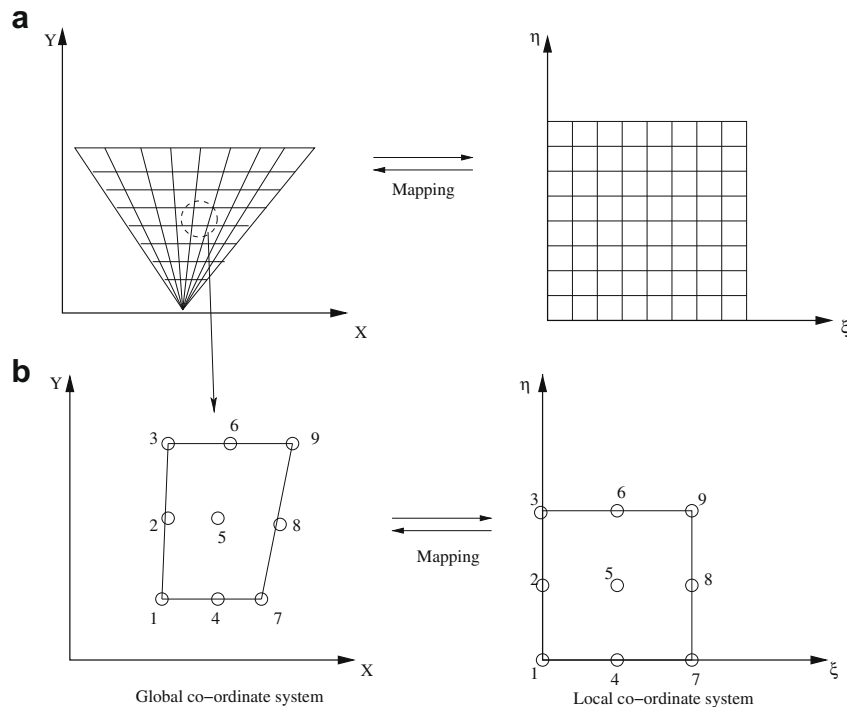 a
Y
η
Mapping
X
ξ
b
Y
η
3
6
9
3
6
9
2
5
8
2
5
8
Mapping
1
4
7
1
4
7
X
ξ
Global co−ordinate system
Local co−ordinate system